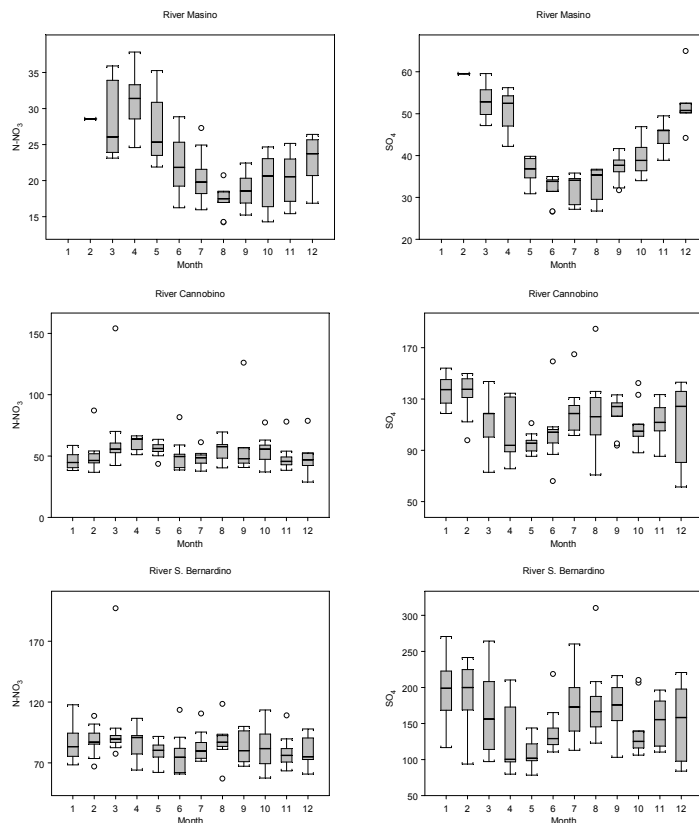 River Masino
N-NO3
35
30
25
20
15
1 2 3 4 5 6 7 8 9 10 11 12
Month
River Masino
SO4
60
50
40
30
20
1 2 3 4 5 6 7 8 9 10 11 12
Month
River Cannobino
N-NO3
150
100
50
0
1 2 3 4 5 6 7 8 9 10 11 12
Month
River Cannobino
SO4
170
130
90
50
1 2 3 4 5 6 7 8 9 10 11 12
Month
River S. Bernardino
N-NO3
170
120
70
1 2 3 4 5 6 7 8 9 10 11 12
Month
River S. Bernardino
SO4
300
250
200
150
100
50
1 2 3 4 5 6 7 8 9 10 11 12
Month